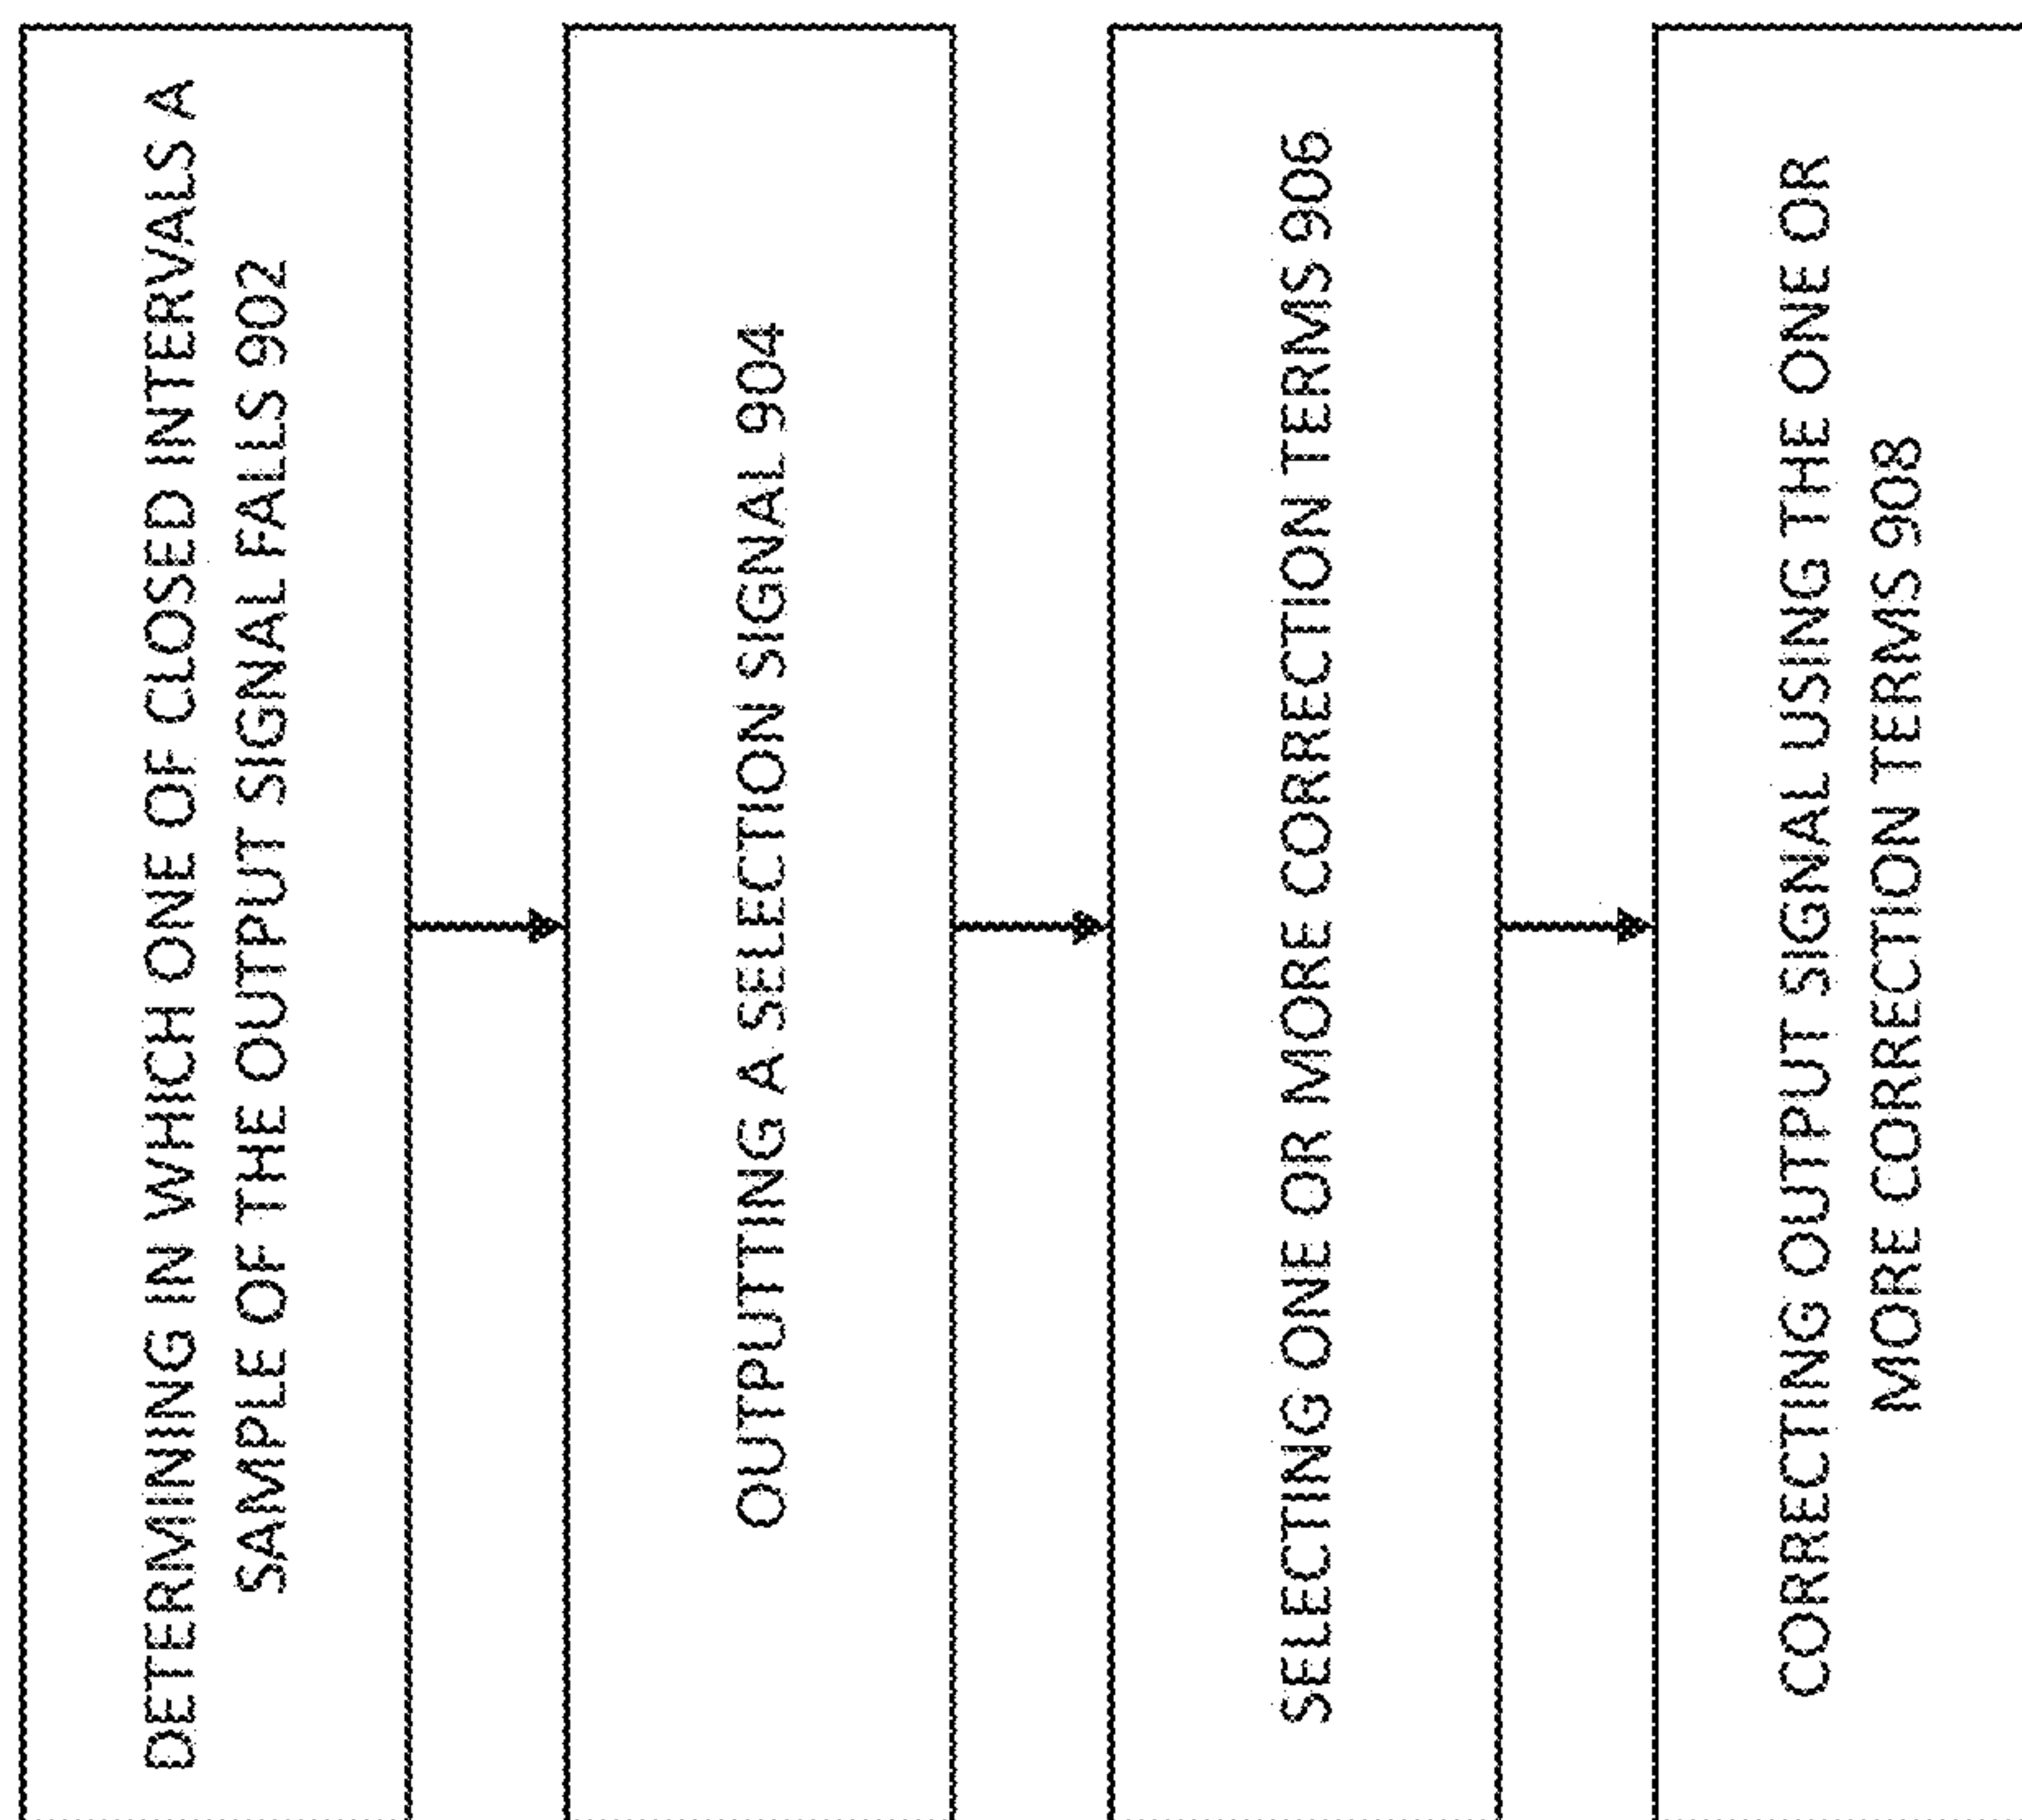 DETERMINING IN WHICH ONE OF CLOSED INTERVALS A
SAMPLE OF THE OUTPUT SIGNAL FALLS 902
OUTPUTTING A SELECTION SIGNAL 904
SELECTING ONE OR MORE CORRECTION TERMS 906
CORRECTING OUTPUT SIGNAL USING THE ONE OR
MORE CORRECTION TERMS 908